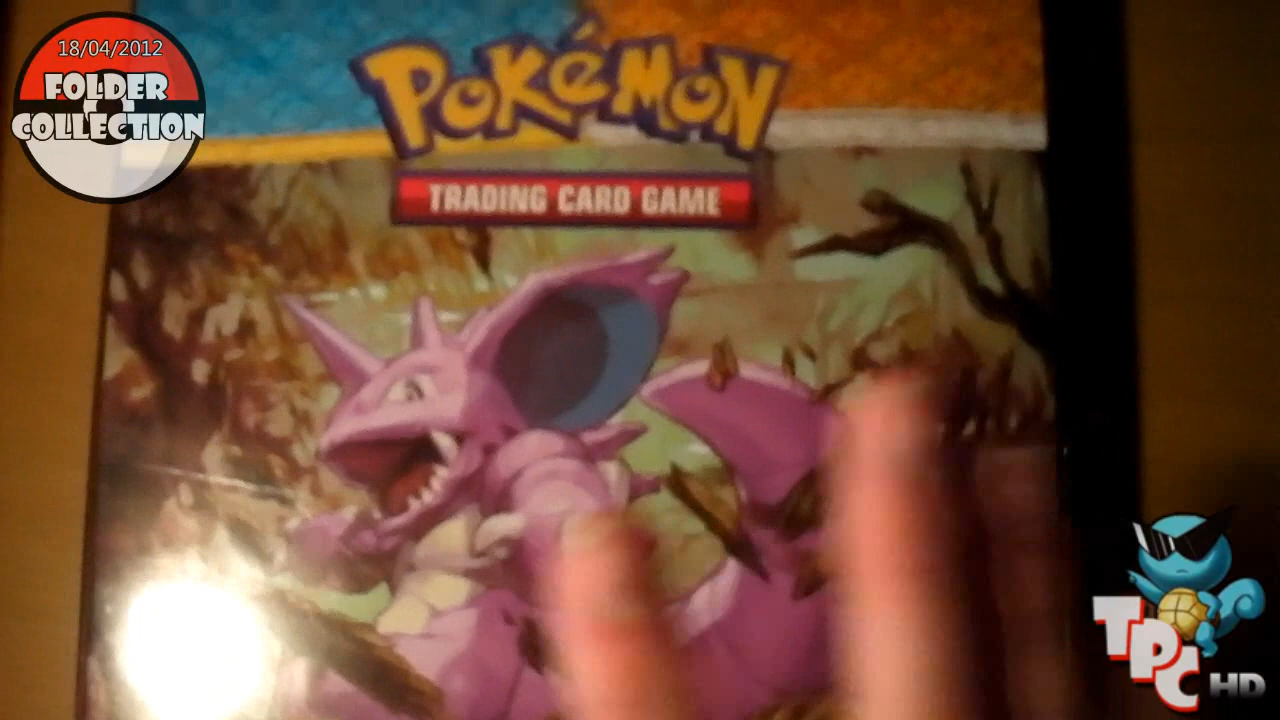 18/04/2012
FOLDER
COLLECTION
POKéMON
TRADING CARD GAME
TPC HD